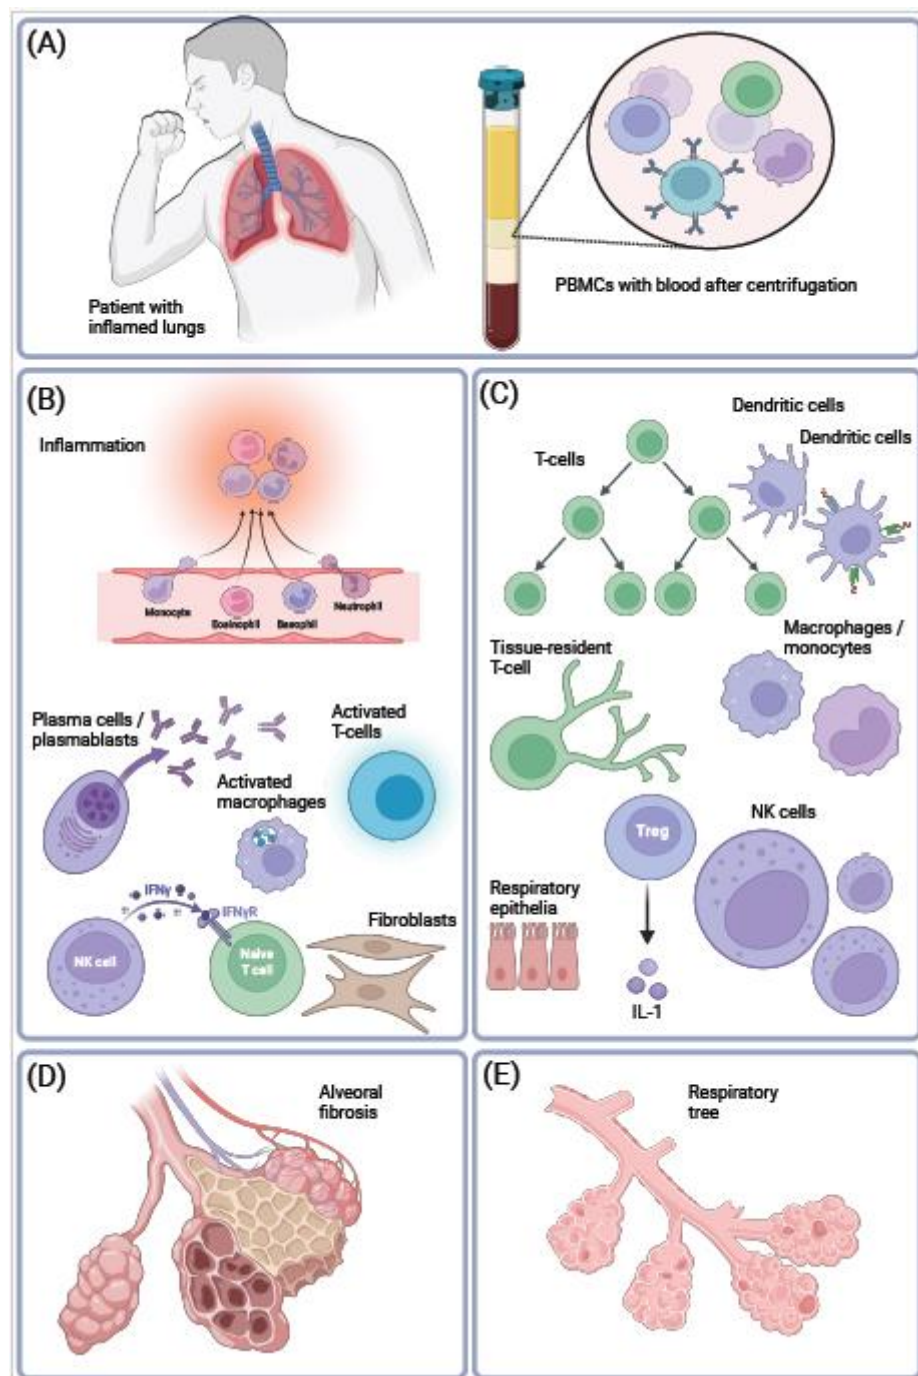 (A)
Patient with
inflamed lungs
PBMCs with blood after centrifugation
(B)
Inflammation
Monocyte
Eosinophil
Basophil
Neutrophil
Plasma cells /
plasmablasts
Activated
T-cells
Activated
macrophages
IFNγ
IFNγR
NK cell
Naive
T cell
Fibroblasts
(C)
Dendritic cells
Dendritic cells
T-cells
Tissue-resident
T-cell
Macrophages /
monocytes
Treg
NK cells
Respiratory
epithelia
IL-1
(D)
Alveoral
fibrosis
(E)
Respiratory
tree